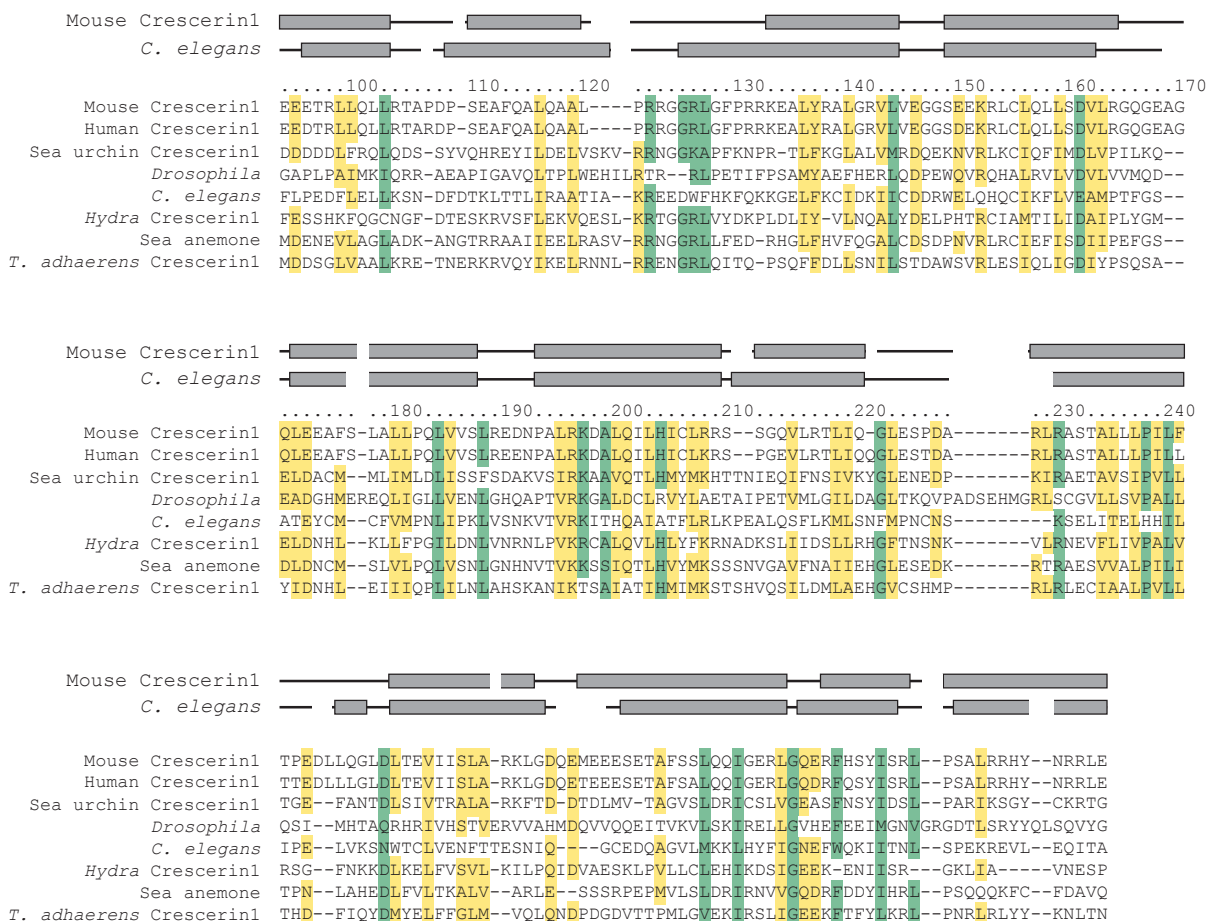 Mouse Crescerin1
C. elegans
100 110 120 130 140 150 160 170
Mouse Crescerin1 EEETRLLQLLRTAPDP-SEAFQALQAAL----PRRGGRLGFPRRKEALYRALGRVLVEGGSEEKRLCLQLLSDVLRGQGEAG
Human Crescerin1 EEDTRLLQLLRTARDP-SEAFQALQAAL----PRRGGRLGFPRRKEALYRALGRVLVEGGSDEKRLCLQLLSDVLRGQGEAG
Sea urchin Crescerin1 DDDDDLFRQLQDS-SYVQHREYILDELVSKV-RRNGGKAPFKNPR-TLFKGLALVMRDQEKNVRLKCIQFIMDLVPILKQ--
Drosophila GAPLPAIMKIQRR-AEAPIGAVQLTPLWEHILRTR--RLPETIFPSAMYAEFHERLQDPEWQVRQHALRVLVDVLVVMQD--
C. elegans FLPEDFLELLKSN-DFDTKLTTLIRAATIA-KREEDWFHKFQKKGELFKCIDKIICDDRWELQHQCIKFLVEAMPTFGS--
Hydra Crescerin1 FESSHKFQGCNGF-DTESKRVSFLEKVQESL-KRTGGRLVYDKPLDLIY-VLNQALYDELPHTRCIAMTILIDAIPLYGM--
Sea anemone MDENEVLAGLADK-ANGTRRAAIIEELRASV-RRNGGRLLFED-RHGLFHVFQGALCDSDPNVRLRCIEFISDIIPEFGS--
T. adhaerens Crescerin1 MDDSGLVAALKRE-TNERKRVQYIKELRNNL-RRENGRLQITQ-PSQFFDLLSNILSTDAWSVRLESIQLIGDIYPSQSA--
Mouse Crescerin1
C. elegans
180 190 200 210 220 230 240
Mouse Crescerin1 QLEEAFS-LALLPQLVVSLREDNPALRKDALQILHICLRRS--SGQVLRTLIQ-GLESPDA-------RLRASTALLLPILF
Human Crescerin1 QLEEAFS-LALLPQLVVSLREENPALRKDALQILHICLKRS--PGEVLRTLIQQGLESTDA-------RLRASTALLLPILL
Sea urchin Crescerin1 ELDACM--MLIMLDLISSFSDAKVSIRKAAVQTLHMYMKHTTNIEQIFNSIVKYGLENED-------KIRAETAVSIPVLL
Drosophila EADGHMEREQLIGLLVENLGHQAPTVRKGALDCLRVYLAETAIPETVMLGILDAGLTKQVPADSEHMGRLSCGVLLSVPALL
C. elegans ATEYCM--CFVMPNLIPKLVSNKVTVRKITHQAIATFLRLKPEALQSFLKMLSNFMPNCNS--------KSELITELHHIL
Hydra Crescerin1 ELDNHL--KLLFPGILDNLVNRNLPVKRCALQVLHLYFKRNADKSLIIDSLLRHGFTNSNK-------VLRNEVFLIVPALV
Sea anemone DLDNCM--SLVLPQLVSNLGNHNVTVKKSSIQTLHVYMKSSSNVGAVFNAIIEHGLESEDK-------RTRAESVVALPILI
T. adhaerens Crescerin1 YIDNHL--EIIIQPLILNLAHSKANIKTSAIATIHMIMKSTSHVQSILDMLAEHGVCSHMP-------RLRLECIAALPVLL
Mouse Crescerin1
C. elegans
Mouse Crescerin1 TPEDLLQGLDLTEVIISLA-RKLGDQEMEEESETAFSSLQQIGERLGQERFHSYISRL--PSALRRHY--NRRLE
Human Crescerin1 TTEDLLLGLDLTEVIISLA-RKLGDQETEEESETAFSALQQIGERLGQDRFQSYISRL--PSALRRHY--NRRLE
Sea urchin Crescerin1 TGE--FANTDLSIVTRALA-RKFTD-DTDLMV-TAGVSLDRICSLVGEASFNSYIDSL--PARIKSGY--CKRTG
Drosophila QSI--MHTAQRHRIVHSTVERVVAHMDQVVQQEITVKVLSKIRELLGVHEFEEIMGNVGRGDTLSRYYQLSQVYG
C. elegans IPE--LVKSNWTCLVENFTTESNIQ---GCEDQAGVLMKKLHYFIGNEFWQKIITNL--SPEKREVL--EQITA
Hydra Crescerin1 RSG--FNKKDLKELFVSVL-KILPQIDVAESKLPVLLCLEHIKDSIGEEK-ENIISR---GKLIA----VNESP
Sea anemone TPN--LAHEDLFVLTKALV--ARLE--SSSRPEPMVLSLDRIRNVVGQDRFDDYIHRL--PSQQQKFC--FDAVQ
T. adhaerens Crescerin1 THD--FIQYDMYELFFGLM--VQLQNDPDGDVTTPMLGVEKIRSLIGEEKFTFYLKRL--PNRLRLYY--KNLTN